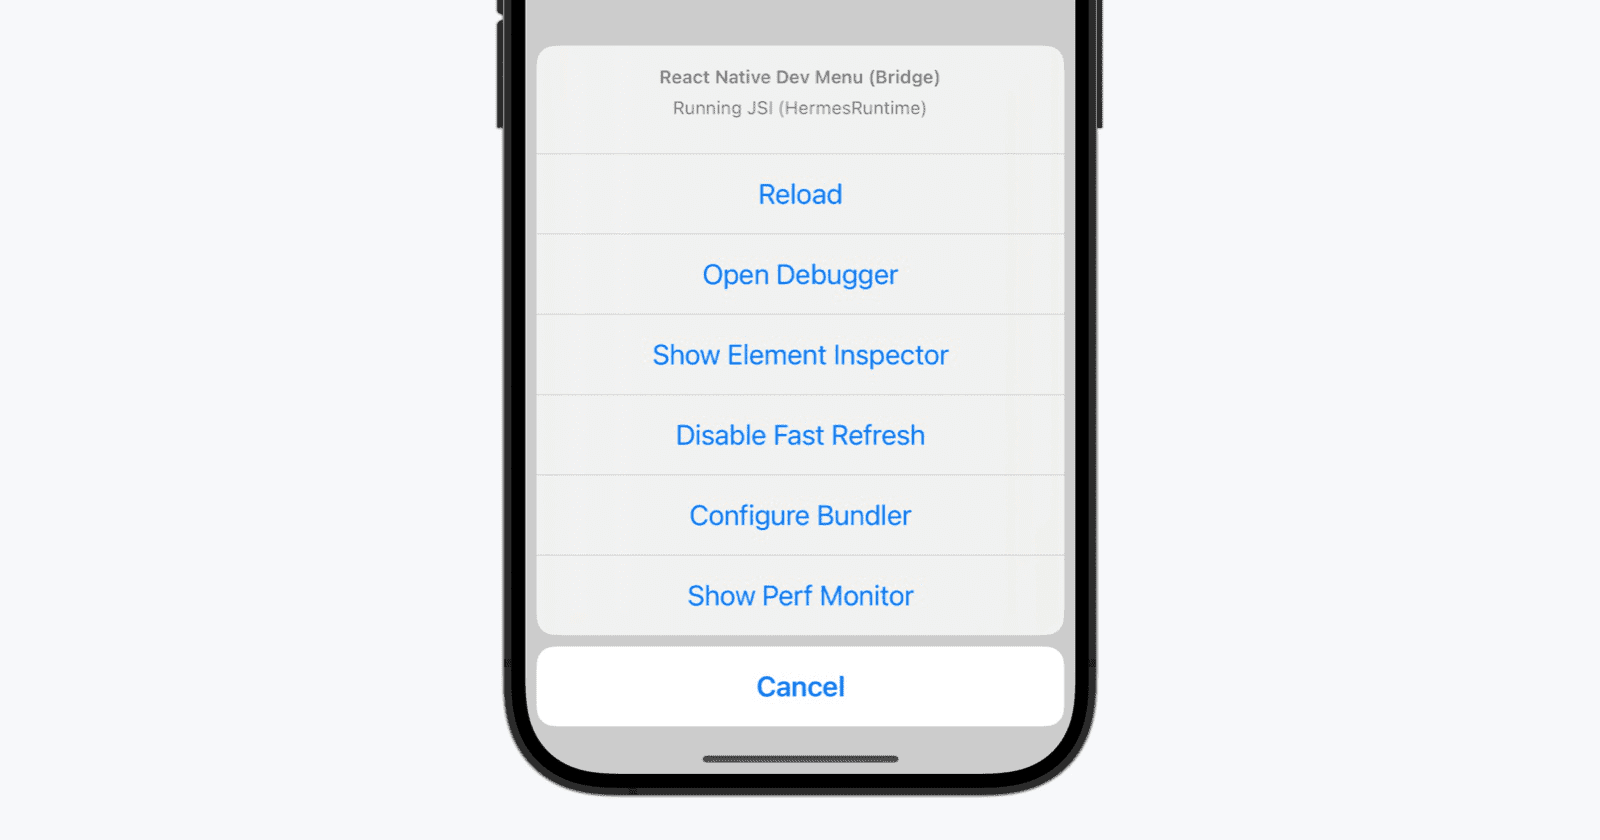 React Native Dev Menu (Bridge)
Running JSI (HermesRuntime)
Reload
Open Debugger
Show Element Inspector
Disable Fast Refresh
Configure Bundler
Show Perf Monitor
Cancel